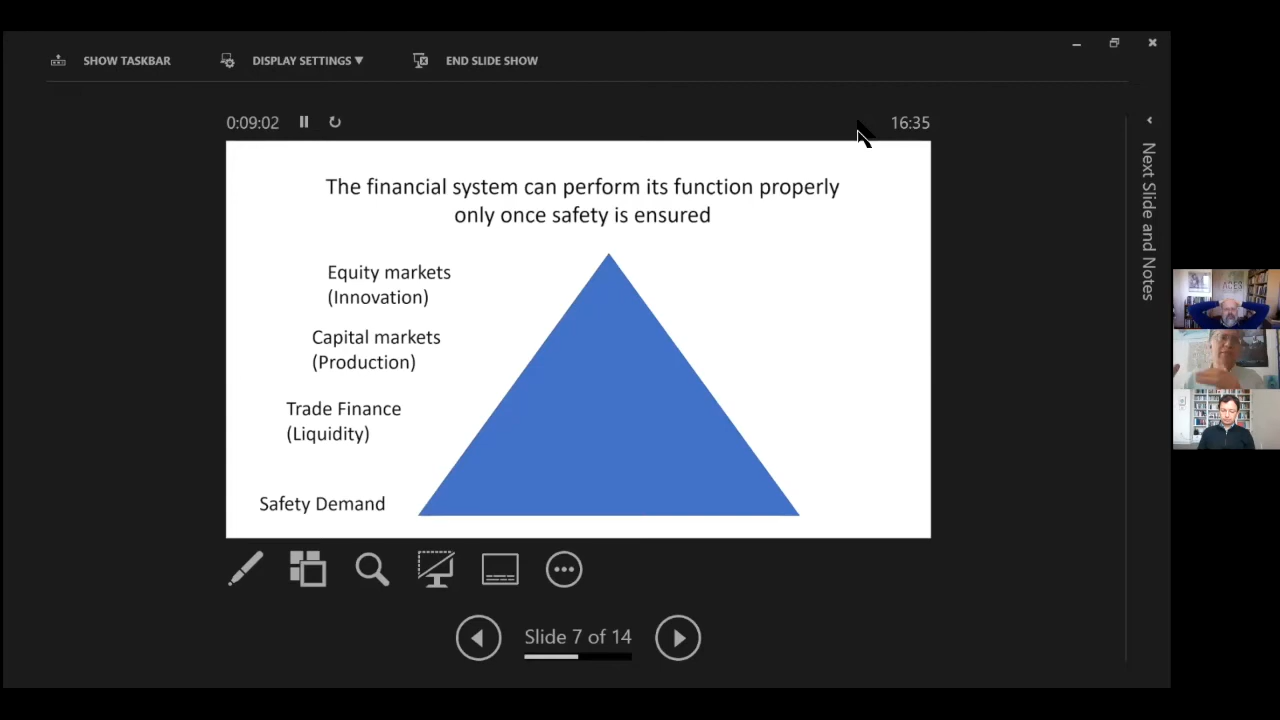 SHOW TASKBAR
DISPLAY SETTINGS ▼
END SLIDE SHOW
0:09:02
16:35
The financial system can perform its function properly
only once safety is ensured
Equity markets
(Innovation)
Capital markets
(Production)
Trade Finance
(Liquidity)
Safety Demand
Slide 7 of 14
Next Slide and Notes